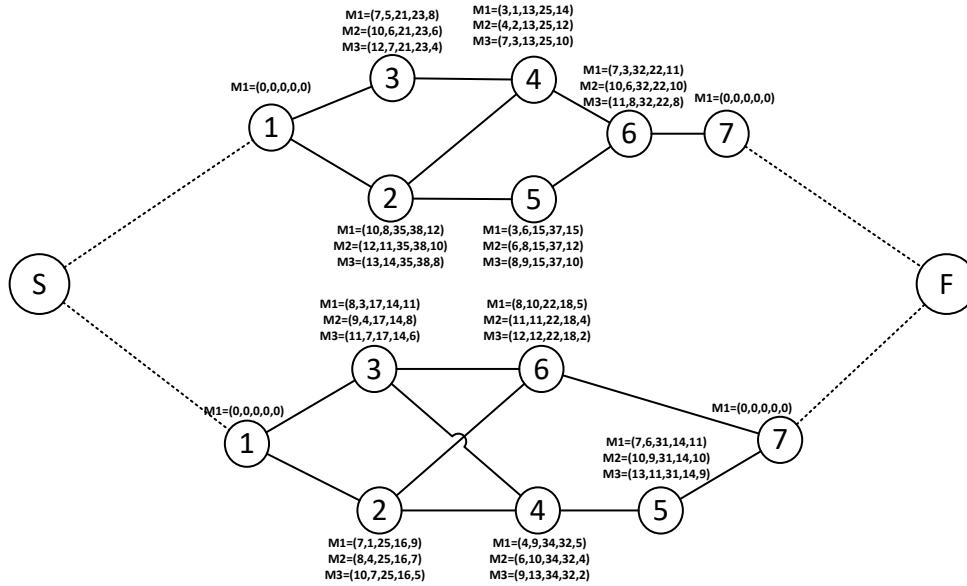 M1=(7,5,21,23,8)
M2=(10,6,21,23,6)
M3=(12,7,21,23,4)
M1=(3,1,13,25,14)
M2=(4,2,13,25,12)
M3=(7,3,13,25,10)
M1=(0,0,0,0,0)
M1=(7,3,32,22,11)
M2=(10,6,32,22,10)
M3=(11,8,32,22,8)
M1=(0,0,0,0,0)
3
4
1
6
7
2
5
M1=(10,8,35,38,12)
M2=(12,11,35,38,10)
M3=(13,14,35,38,8)
M1=(3,6,15,37,15)
M2=(6,8,15,37,12)
M3=(8,9,15,37,10)
S
F
M1=(8,3,17,14,11)
M2=(9,4,17,14,8)
M3=(11,7,17,14,6)
M1=(8,10,22,18,5)
M2=(11,11,22,18,4)
M3=(12,12,22,18,2)
3
6
M1=(0,0,0,0,0)
M1=(0,0,0,0,0)
1
7
M1=(7,6,31,14,11)
M2=(10,9,31,14,10)
M3=(13,11,31,14,9)
2
4
5
M1=(7,1,25,16,9)
M2=(8,4,25,16,7)
M3=(10,7,25,16,5)
M1=(4,9,34,32,5)
M2=(6,10,34,32,4)
M3=(9,13,34,32,2)